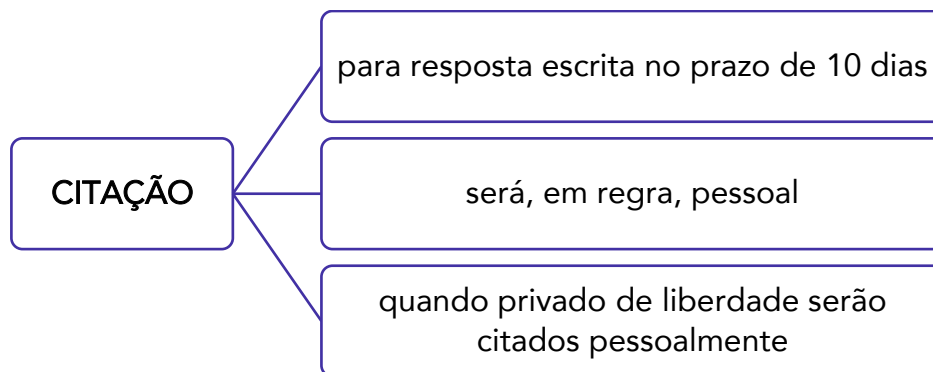 para resposta escrita no prazo de 10 dias
CITAÇÃO
será, em regra, pessoal
quando privado de liberdade serão
citados pessoalmente